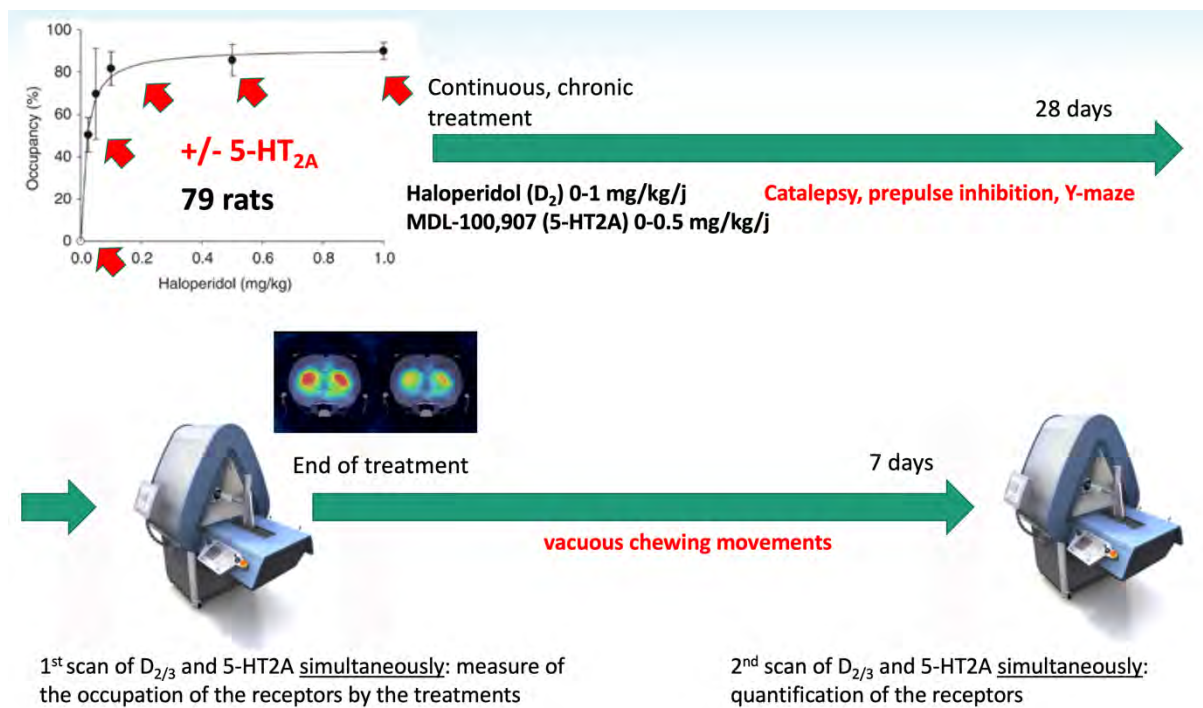 100
80
60
40
20
0
Occupancy (%)
0.0 0.2 0.4 0.6 0.8 1.0
Haloperidol (mg/kg)
+/- 5-HT2A
79 rats
Continuous, chronic
treatment
28 days
Haloperidol (D2) 0-1 mg/kg/j
MDL-100,907 (5-HT2A) 0-0.5 mg/kg/j
Catalepsy, prepulse inhibition, Y-maze
End of treatment
7 days
vacuous chewing movements
1st scan of D2/3 and 5-HT2A simultaneously: measure of
the occupation of the receptors by the treatments
2nd scan of D2/3 and 5-HT2A simultaneously:
quantification of the receptors